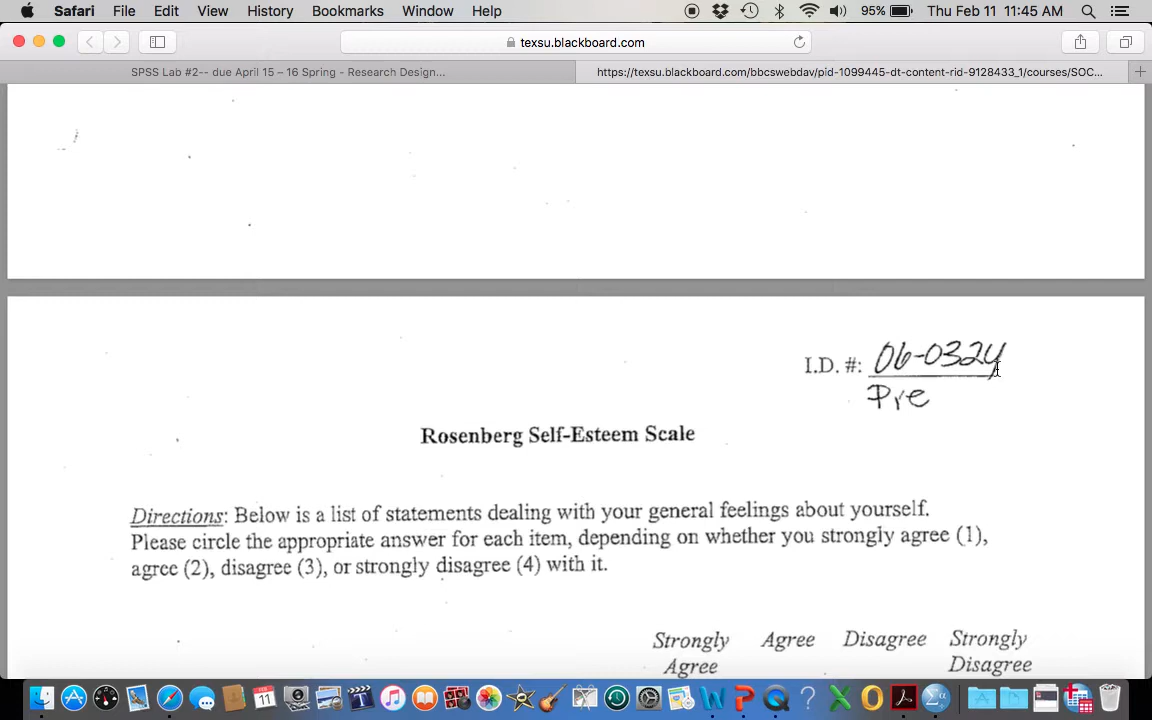 Safari File Edit View History Bookmarks Window Help 95% Thu Feb 11 11:45 AM
texsu.blackboard.com
SPSS Lab #2-- due April 15 – 16 Spring - Research Design...
https://texsu.blackboard.com/bbcswebdav/pid-1099445-dt-content-rid-9128433_1/courses/SOC...
I.D. #: 06-0324
Pre
Rosenberg Self-Esteem Scale
Directions: Below is a list of statements dealing with your general feelings about yourself.
Please circle the appropriate answer for each item, depending on whether you strongly agree (1),
agree (2), disagree (3), or strongly disagree (4) with it.
Strongly Agree Disagree Strongly
Agree Disagree